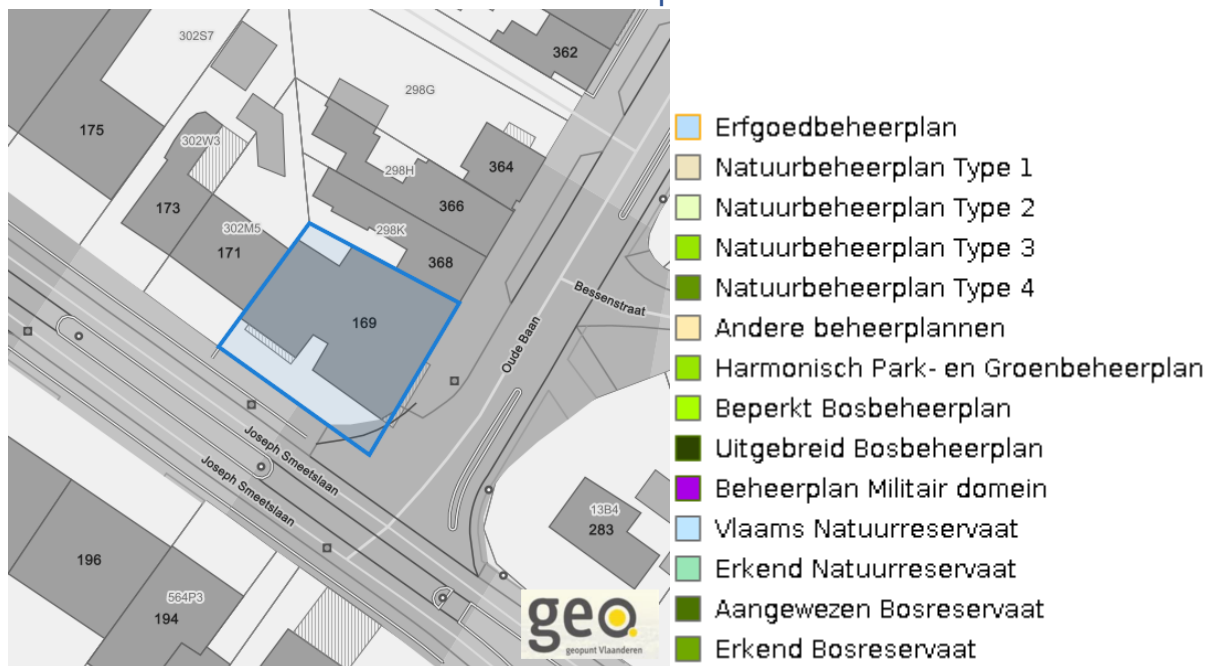 302S7
362
175
298G
302W3
364
298H
173
366
302M5
298K
171
368
169
Bessenstraat
Oude Baan
Joseph Smeetslaan
Joseph Smeetslaan
13B4
283
196
564P3
194
geo.
geopunt Vlaanderen
Erfgoedbeheerplan
Natuurbeheerplan Type 1
Natuurbeheerplan Type 2
Natuurbeheerplan Type 3
Natuurbeheerplan Type 4
Andere beheerplannen
Harmonisch Park- en Groenbeheerplan
Beperkt Bosbeheerplan
Uitgebreid Bosbeheerplan
Beheerplan Militair domein
Vlaams Natuurreservaat
Erkend Natuurreservaat
Aangewezen Bosreservaat
Erkend Bosreservaat